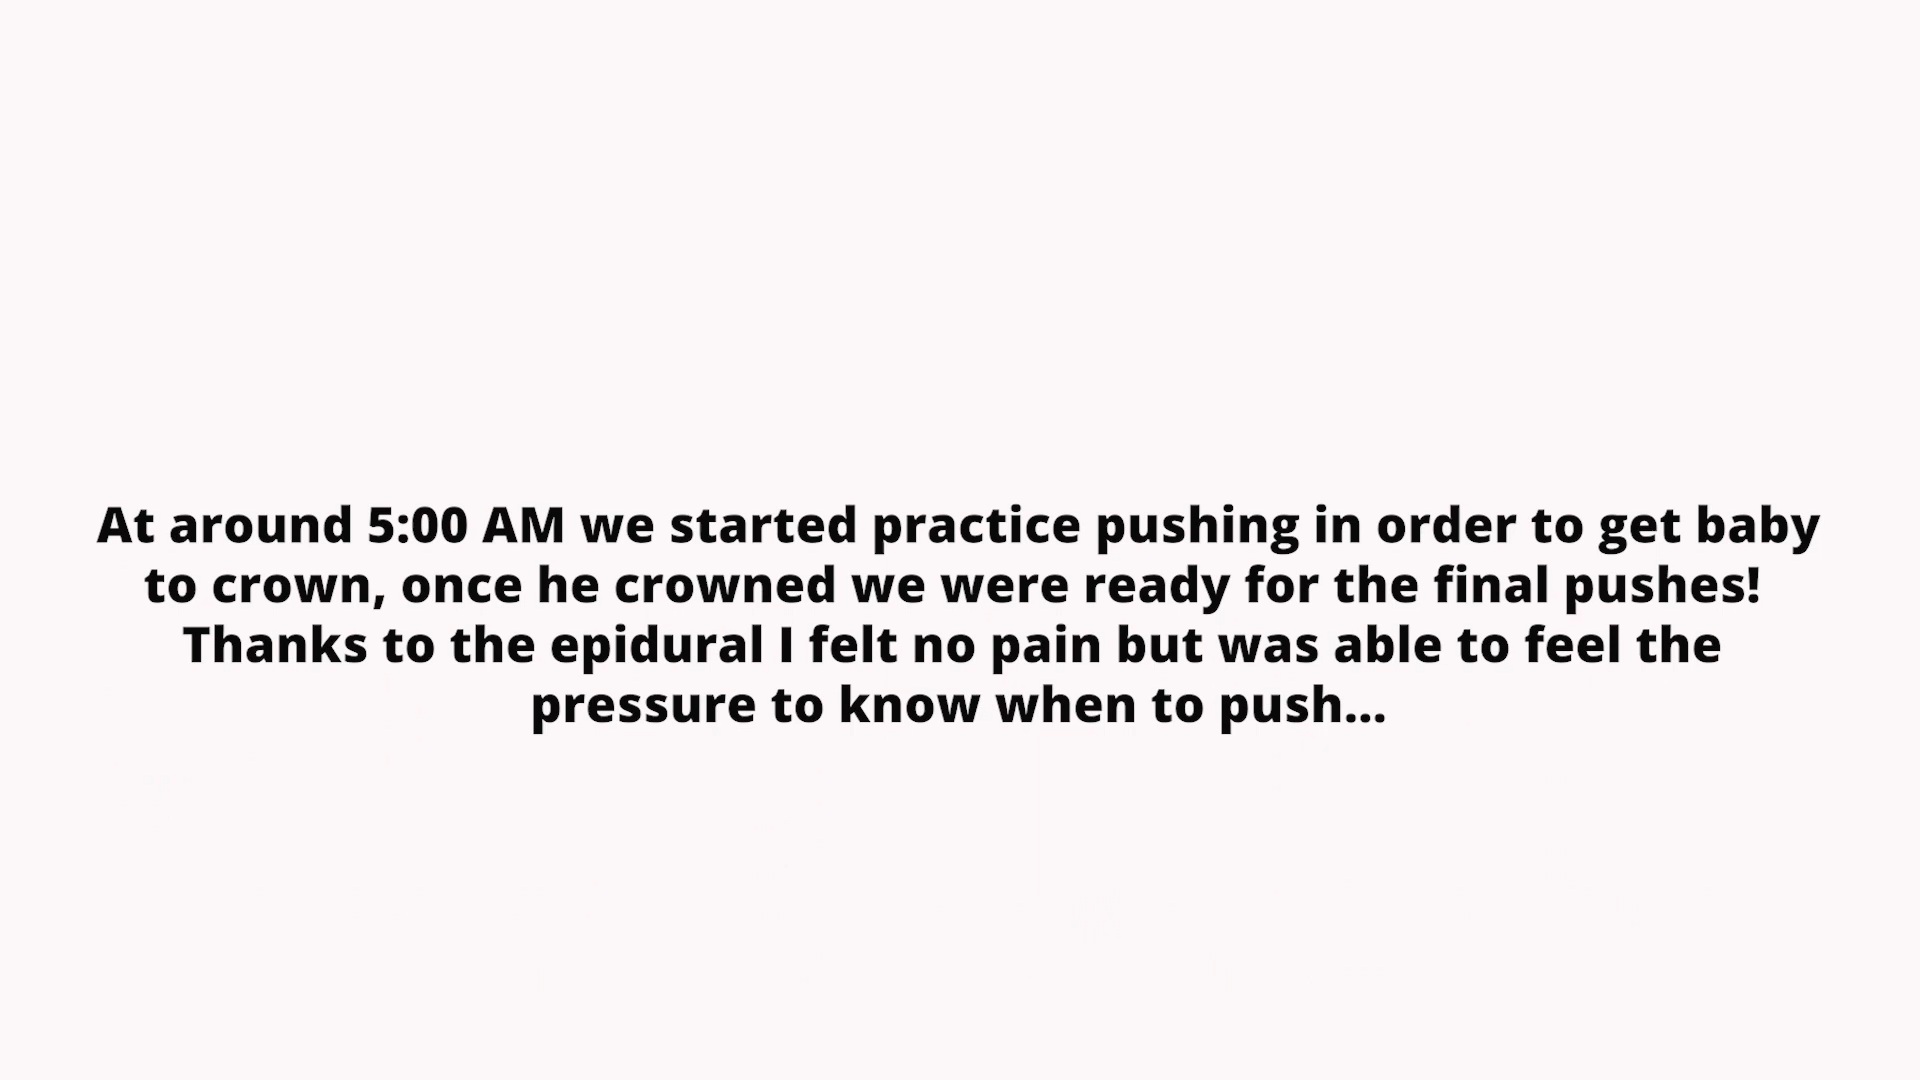 At around 5:00 AM we started practice pushing in order to get baby
to crown, once he crowned we were ready for the final pushes!
Thanks to the epidural I felt no pain but was able to feel the
pressure to know when to push...